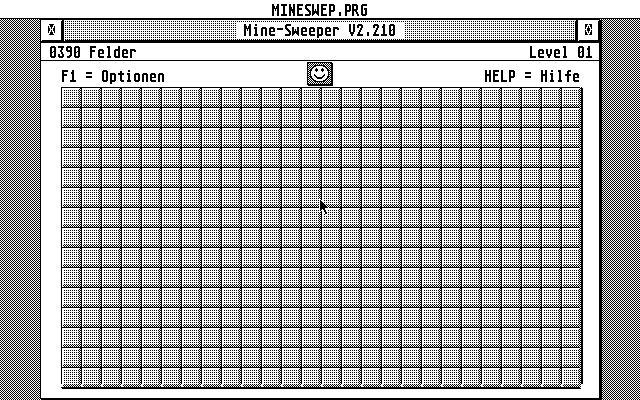 MINESWEP.PRG
Mine-Sweeper V2.210
0390 Felder Level 01
F1 = Optionen HELP = Hilfe